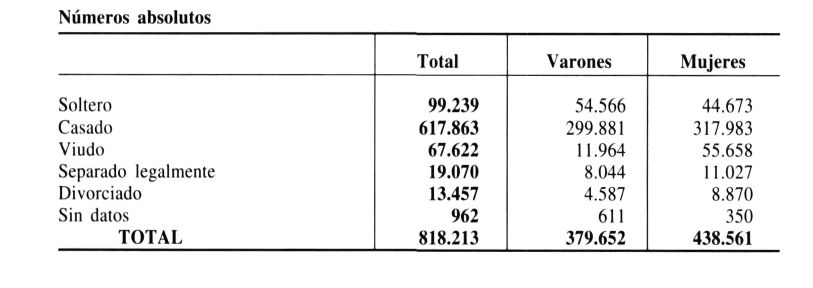 Números absolutos
Total Varones Mujeres
Soltero 99.239 54.566 44.673
Casado 617.863 299.881 317.983
Viudo 67.622 11.964 55.658
Separado legalmente 19.070 8.044 11.027
Divorciado 13.457 4.587 8.870
Sin datos 962 611 350
TOTAL 818.213 379.652 438.561